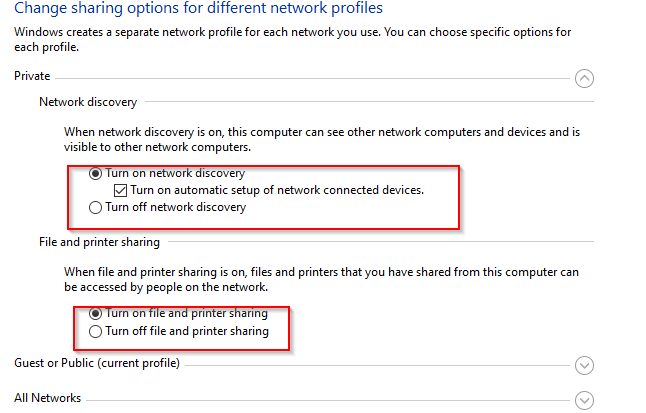 Change sharing options for different network profiles
Windows creates a separate network profile for each network you use. You can choose specific options for
each profile.
Private
Network discovery
When network discovery is on, this computer can see other network computers and devices and is
visible to other network computers.
Turn on network discovery
Turn on automatic setup of network connected devices.
Turn off network discovery
File and printer sharing
When file and printer sharing is on, files and printers that you have shared from this computer can
be accessed by people on the network.
Turn on file and printer sharing
Turn off file and printer sharing
Guest or Public (current profile)
All Networks